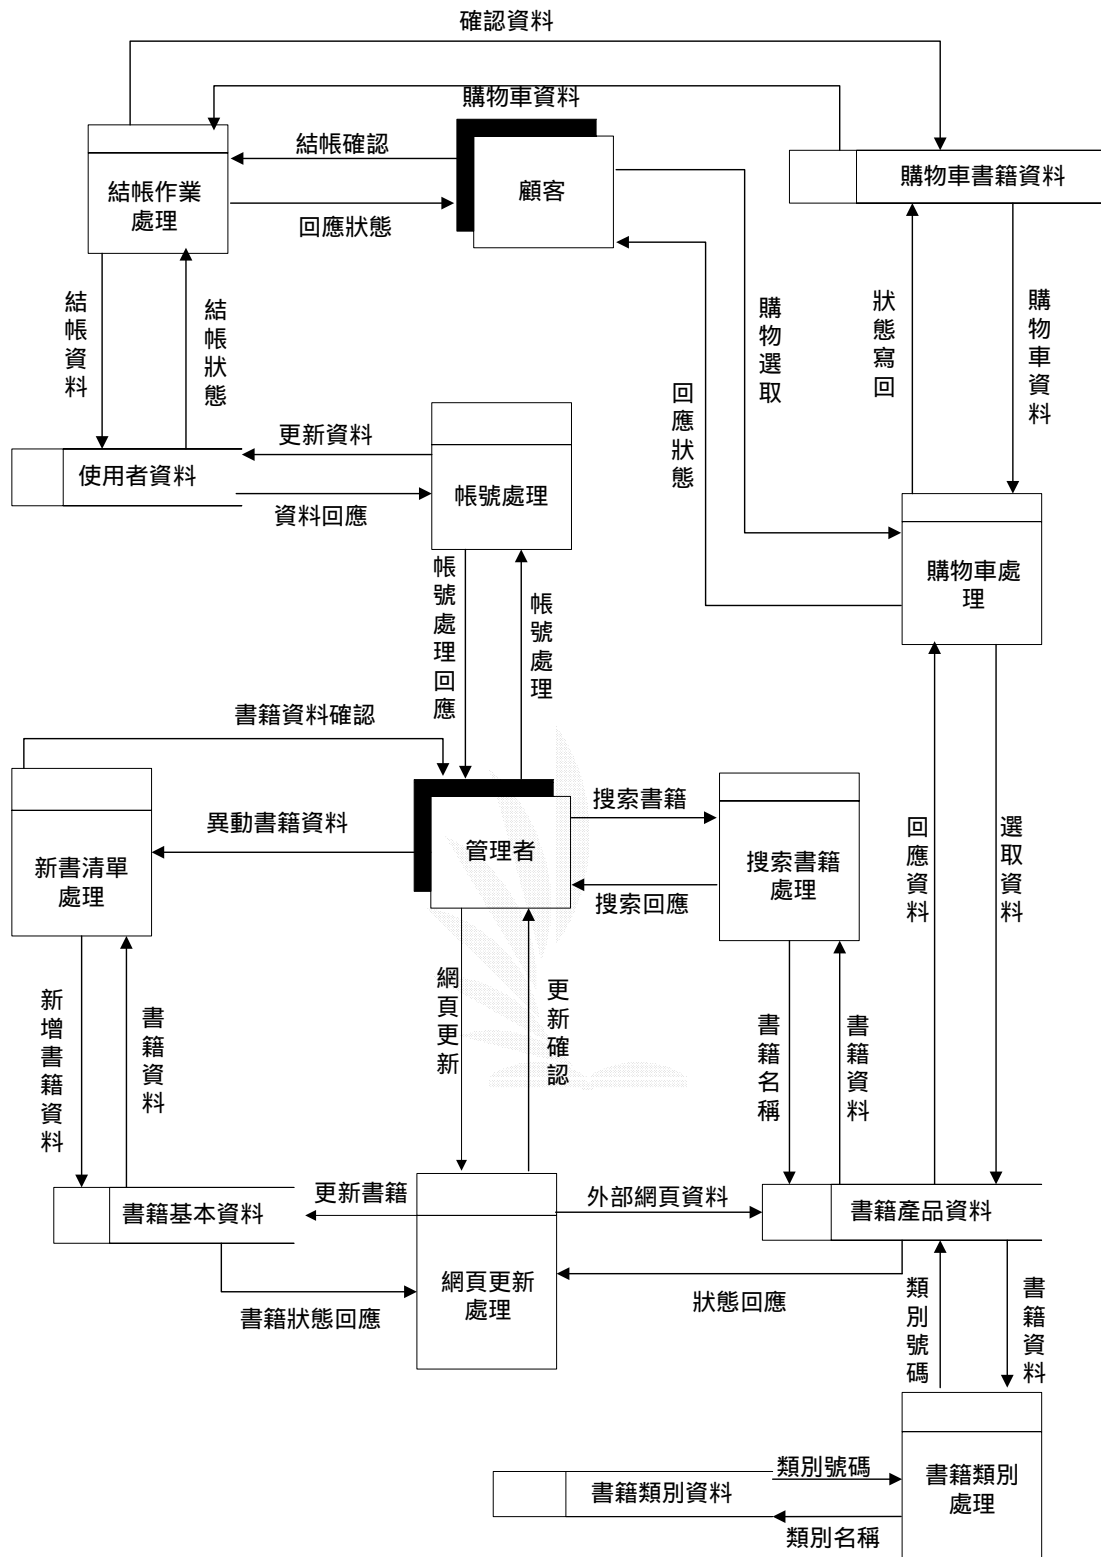 確認資料
購物車資料
結帳確認
結帳作業
處理
顧客
購物車書籍資料
回應狀態
結帳資料
結帳狀態
購物選取
狀態寫回
購物車資料
回應狀態
更新資料
使用者資料
帳號處理
資料回應
購物車處
理
帳號處理回應
帳號處理
書籍資料確認
異動書籍資料
新書清單
處理
管理者
搜索書籍
搜索書籍
處理
搜索回應
回應資料
選取資料
新增書籍資料
書籍資料
網頁更新
更新確認
書籍名稱
書籍資料
書籍基本資料
更新書籍
外部網頁資料
書籍產品資料
網頁更新
處理
書籍狀態回應
狀態回應
類別號碼
書籍資料
類別號碼
書籍類別資料
書籍類別
處理
類別名稱